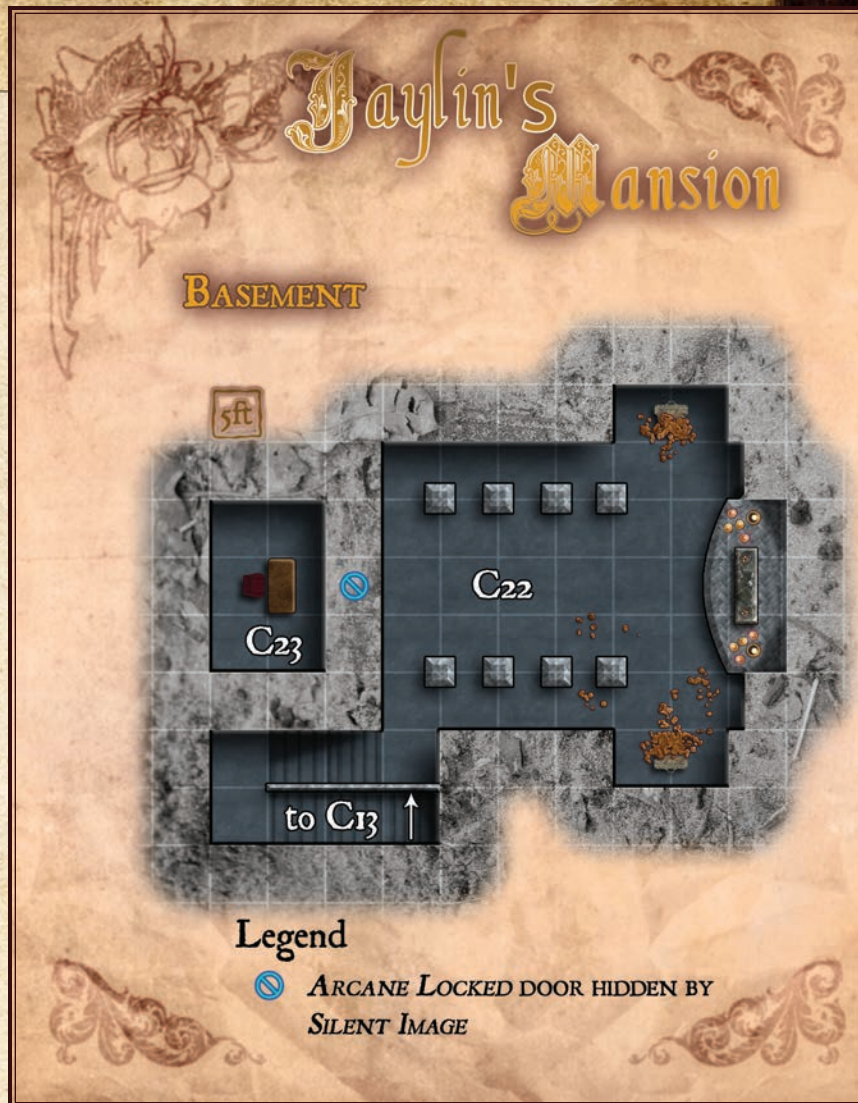 Jaylin's
Mansion
BASEMENT
5ft
C22
C23
to C13
Legend
ARCANE LOCKED DOOR HIDDEN BY
SILENT IMAGE